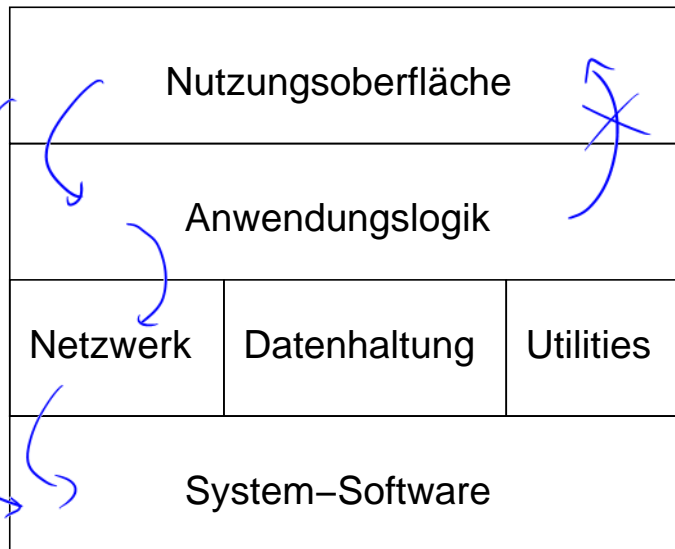 Nutzungsoberfläche
Anwendungslogik
Netzwerk Datenhaltung Utilities
System−Software